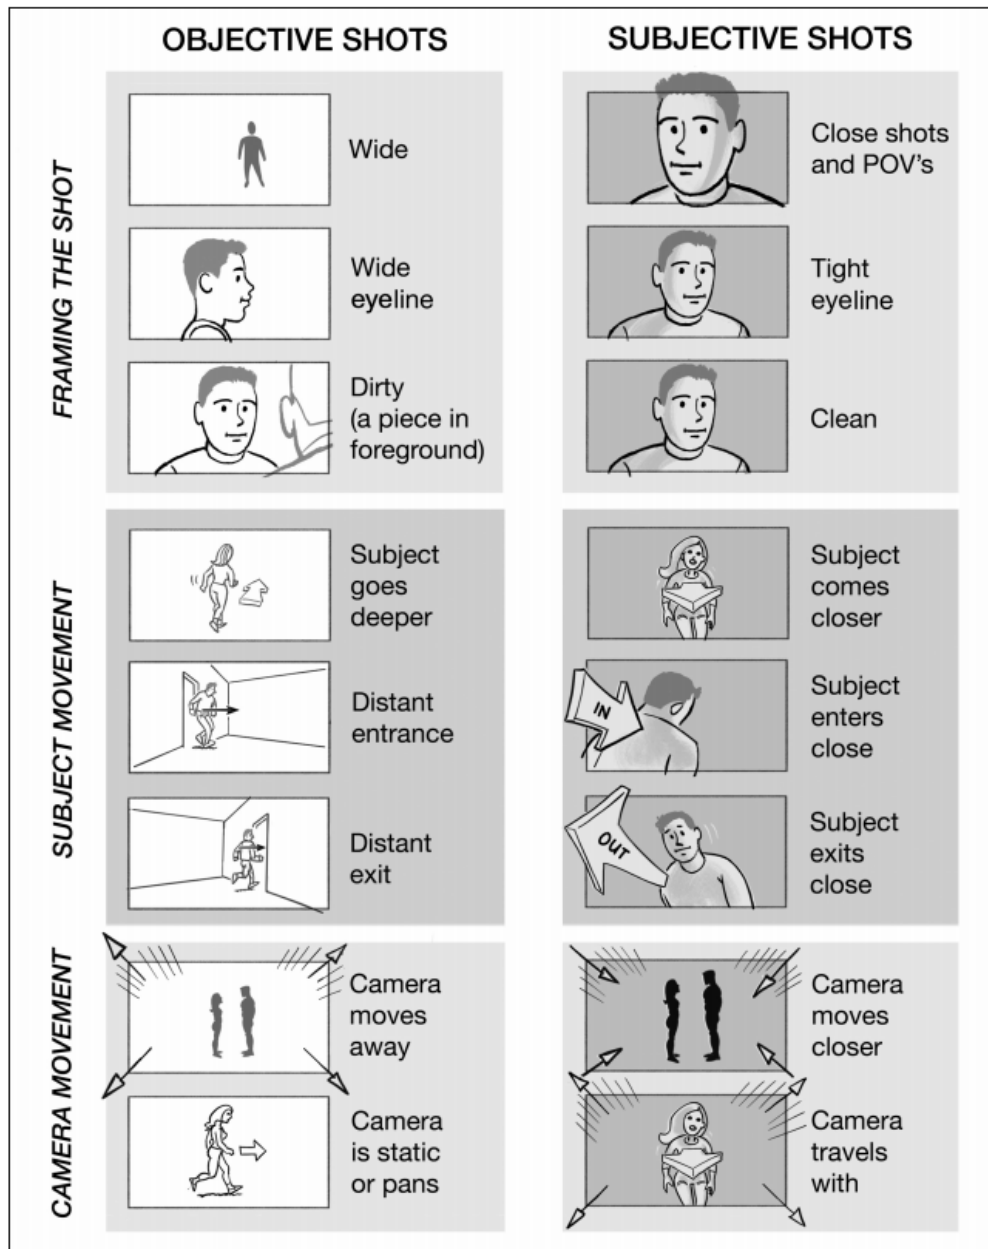 OBJECTIVE SHOTS
SUBJECTIVE SHOTS
FRAMING THE SHOT
Wide
Close shots
and POV's
Wide
eyeline
Tight
eyeline
Dirty
(a piece in
foreground)
Clean
SUBJECT MOVEMENT
Subject
goes
deeper
Subject
comes
closer
Distant
entrance
IN
Subject
enters
close
Distant
exit
OUT
Subject
exits
close
CAMERA MOVEMENT
Camera
moves
away
Camera
moves
closer
Camera
is static
or pans
Camera
travels
with